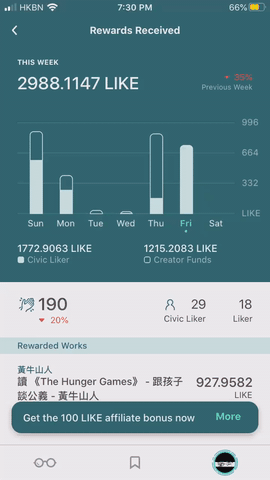 HKBN
7:30 PM
66%
Rewards Received
THIS WEEK
2988.1147 LIKE
39%
Previous Week
996
664
332
LIKE
Sun Mon Tue Wed Thu Fri Sat
1772.9063 LIKE
1215.2083 LIKE
Civic Liker
Creator Funds
190
20%
29
18
Civic Liker
Liker
Rewarded Works
黃牛山人
讀 《The Hunger Games》 - 跟孩子
談公義 - 黃牛山人
927.9582
LIKE
Get the 100 LIKE affiliate bonus now
More